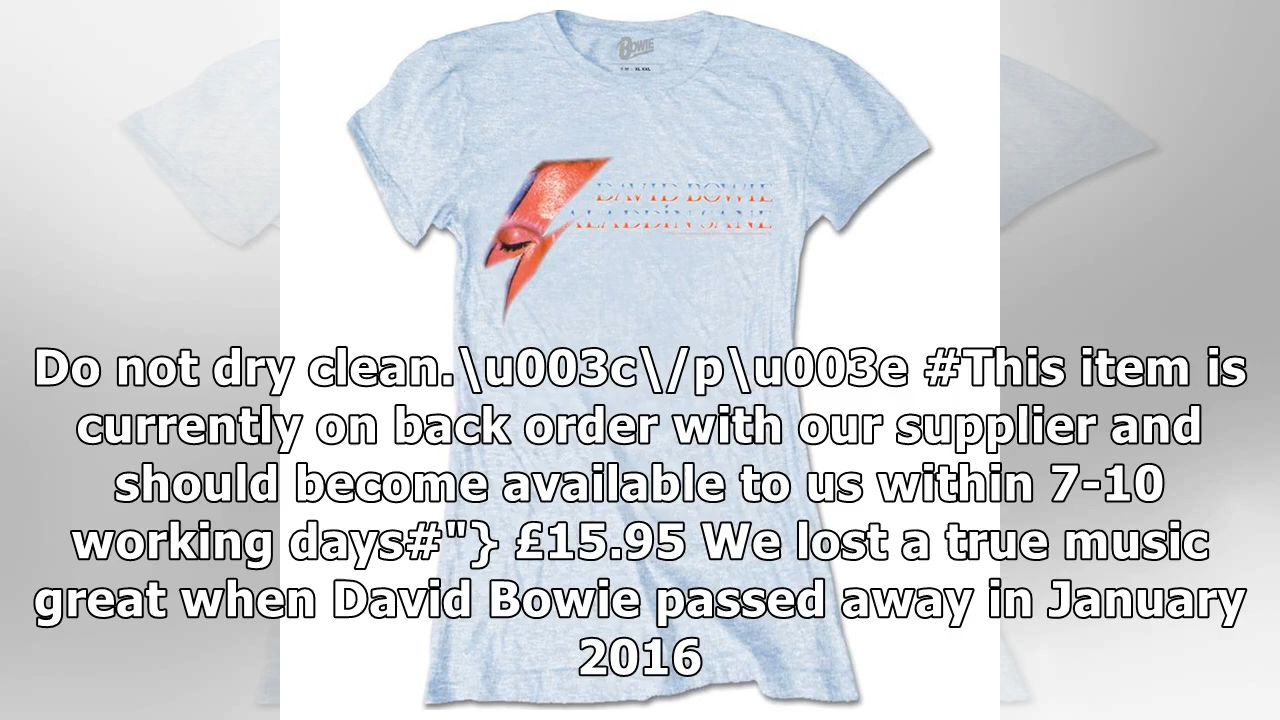 BOWIE
DAVID BOWIE
ALADDIN SANE
Do not dry clean.\u003c\/p\u003e #This item is
currently on back order with our supplier and
should become available to us within 7-10
working days#"} £15.95 We lost a true music
great when David Bowie passed away in January
2016